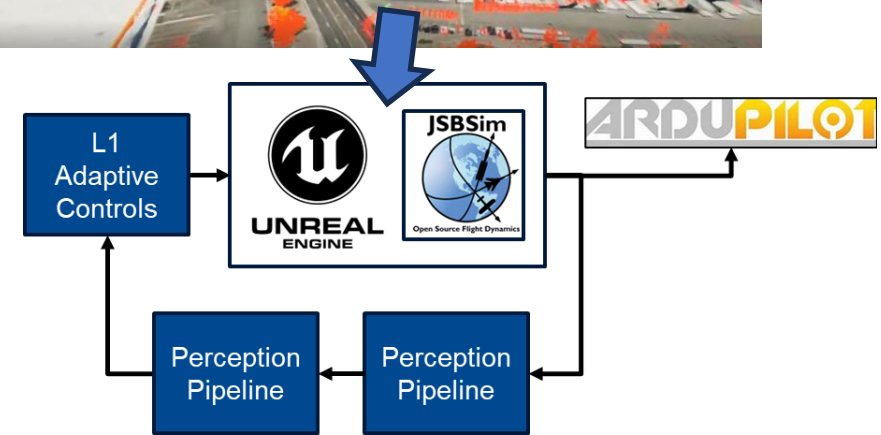 L1
Adaptive
Controls
UNREAL
ENGINE
JSBSim
Open Source Flight Dynamics
ARDUPILOT
Perception
Pipeline
Perception
Pipeline